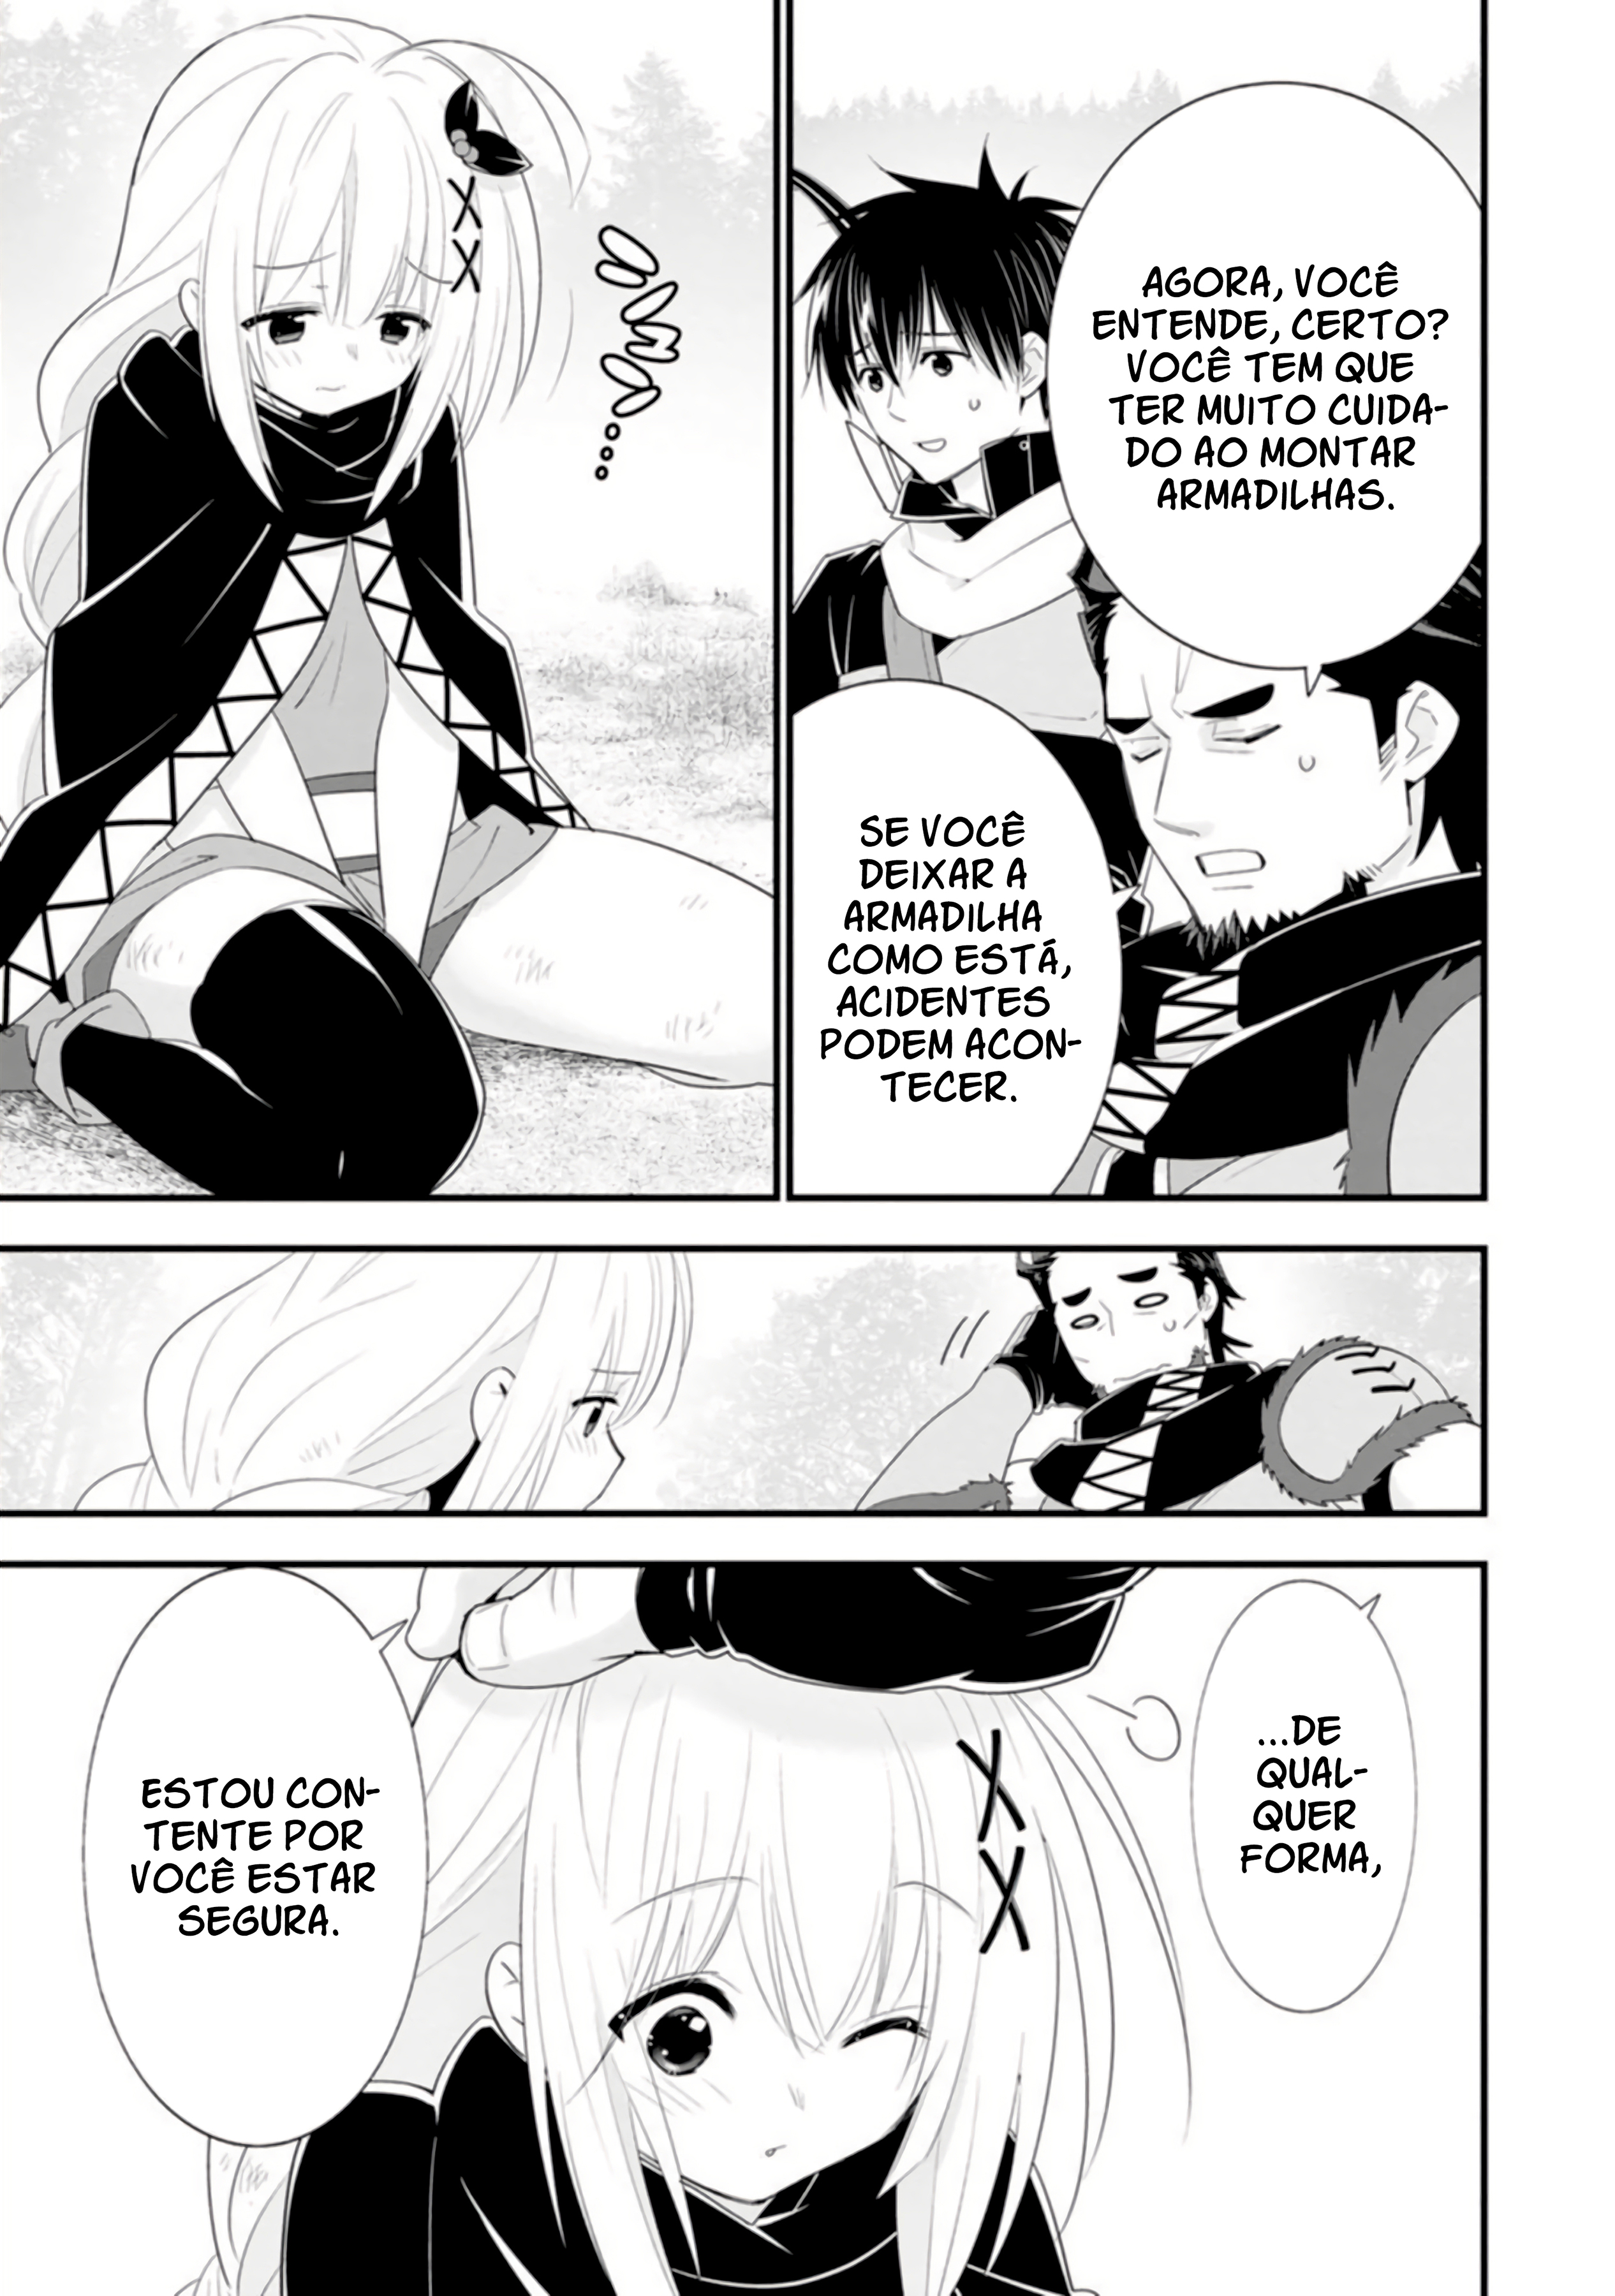 AGORA, VOCÊ
ENTENDE, CERTO?
VOCÊ TEM QUE
TER MUITO CUIDA-
DO AO MONTAR
ARMADILHAS.
SE VOCÊ
DEIXAR A
ARMADILHA
COMO ESTÁ,
ACIDENTES
PODEM ACON-
TECER.
...DE
QUAL-
QUER
FORMA,
ESTOU CON-
TENTE POR
VOCÊ ESTAR
SEGURA.